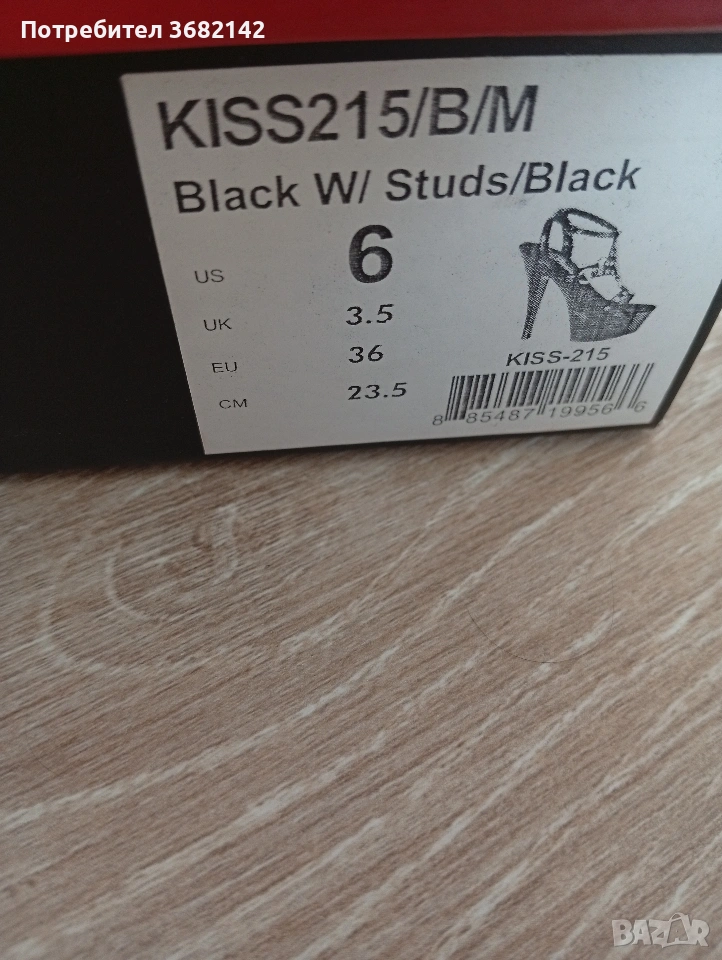 Потребител 3682142
KISS215/B/M
Black W/ Studs/Black
US 6
UK 3.5
EU 36
CM 23.5
KISS-215
8 85487 19956 6
BAZAR